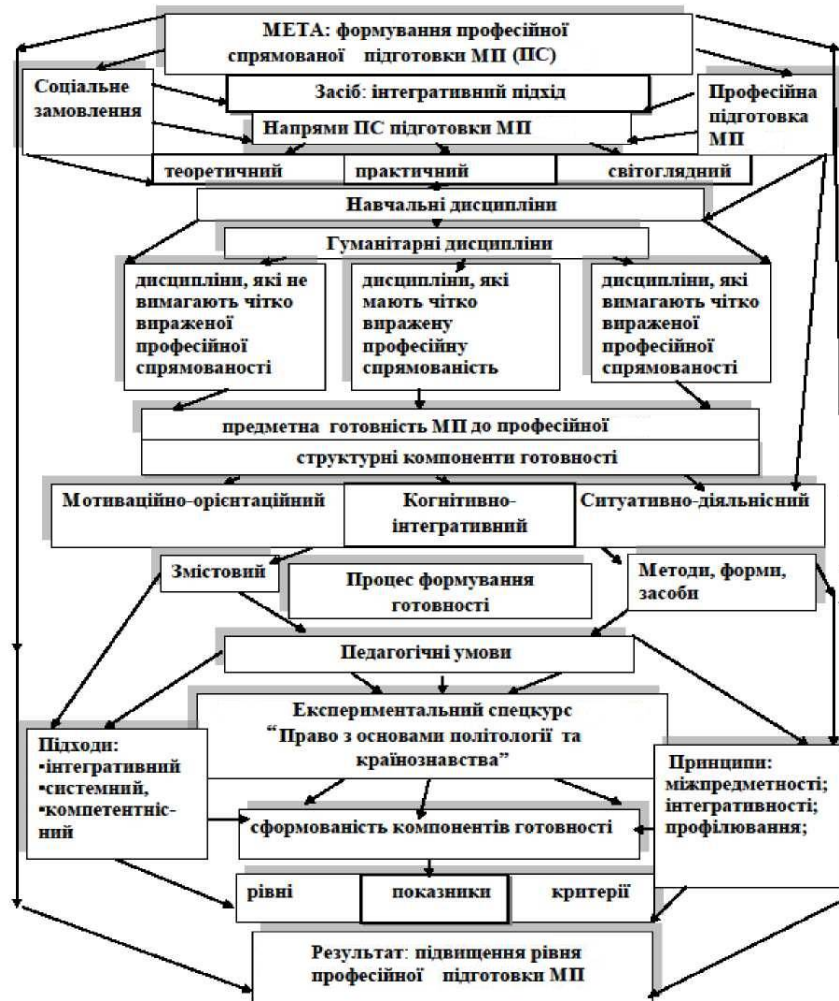 МЕТА: формування професійної
спрямованої підготовки МП (ПС)
Соціальне
замовлення
Засіб: інтегративний підхід
Професійна
підготовка
МП
Напрями ПС підготовки МП
теоретичний
практичний
світоглядний
Навчальні дисципліни
Гуманітарні дисципліни
дисципліни, які не
вимагають чітко
вираженої
професійної
спрямованості
дисципліни, які
мають чітко
виражену
професійну
спрямованість
дисципліни, які
вимагають чітко
вираженої
професійної
спрямованості
предметна готовність МП до професійної
структурні компоненти готовності
Мотиваційно-орієнтаційний
Когнітивно-
інтегративний
Ситуативно-діяльнісний
Змістовий
Процес формування
готовності
Методи, форми,
засоби
Педагогічні умови
Експериментальний спецкурс
“Право з основами політології та
країнознавства”
Підходи:
▪інтегративний
▪системний,
▪компетентніс-
ний
Принципи:
міжпредметності;
інтегративності;
профілювання;
сформованість компонентів готовності
рівні
показники
критерії
Результат: підвищення рівня
професійної підготовки МП